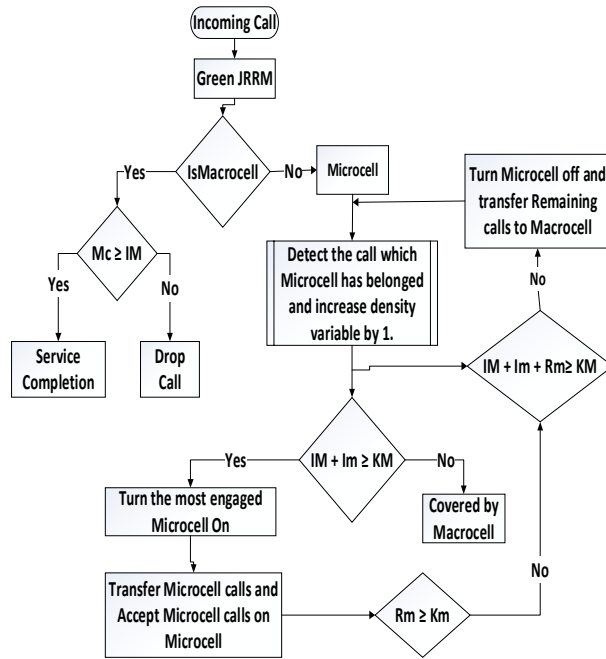 Incoming Call
Green JRRM
IsMacrocell
Yes
No
Microcell
Turn Microcell off and
transfer Remaining
calls to Macrocell
Mc ≥ IM
Yes
No
Service
Completion
Drop
Call
Detect the call which
Microcell has belonged
and increase density
variable by 1.
No
IM + Im + Rm≥ KM
IM + Im ≥ KM
Yes
No
Turn the most engaged
Microcell On
Covered by
Macrocell
Transfer Microcell calls and
Accept Microcell calls on
Microcell
Rm ≥ Km
No